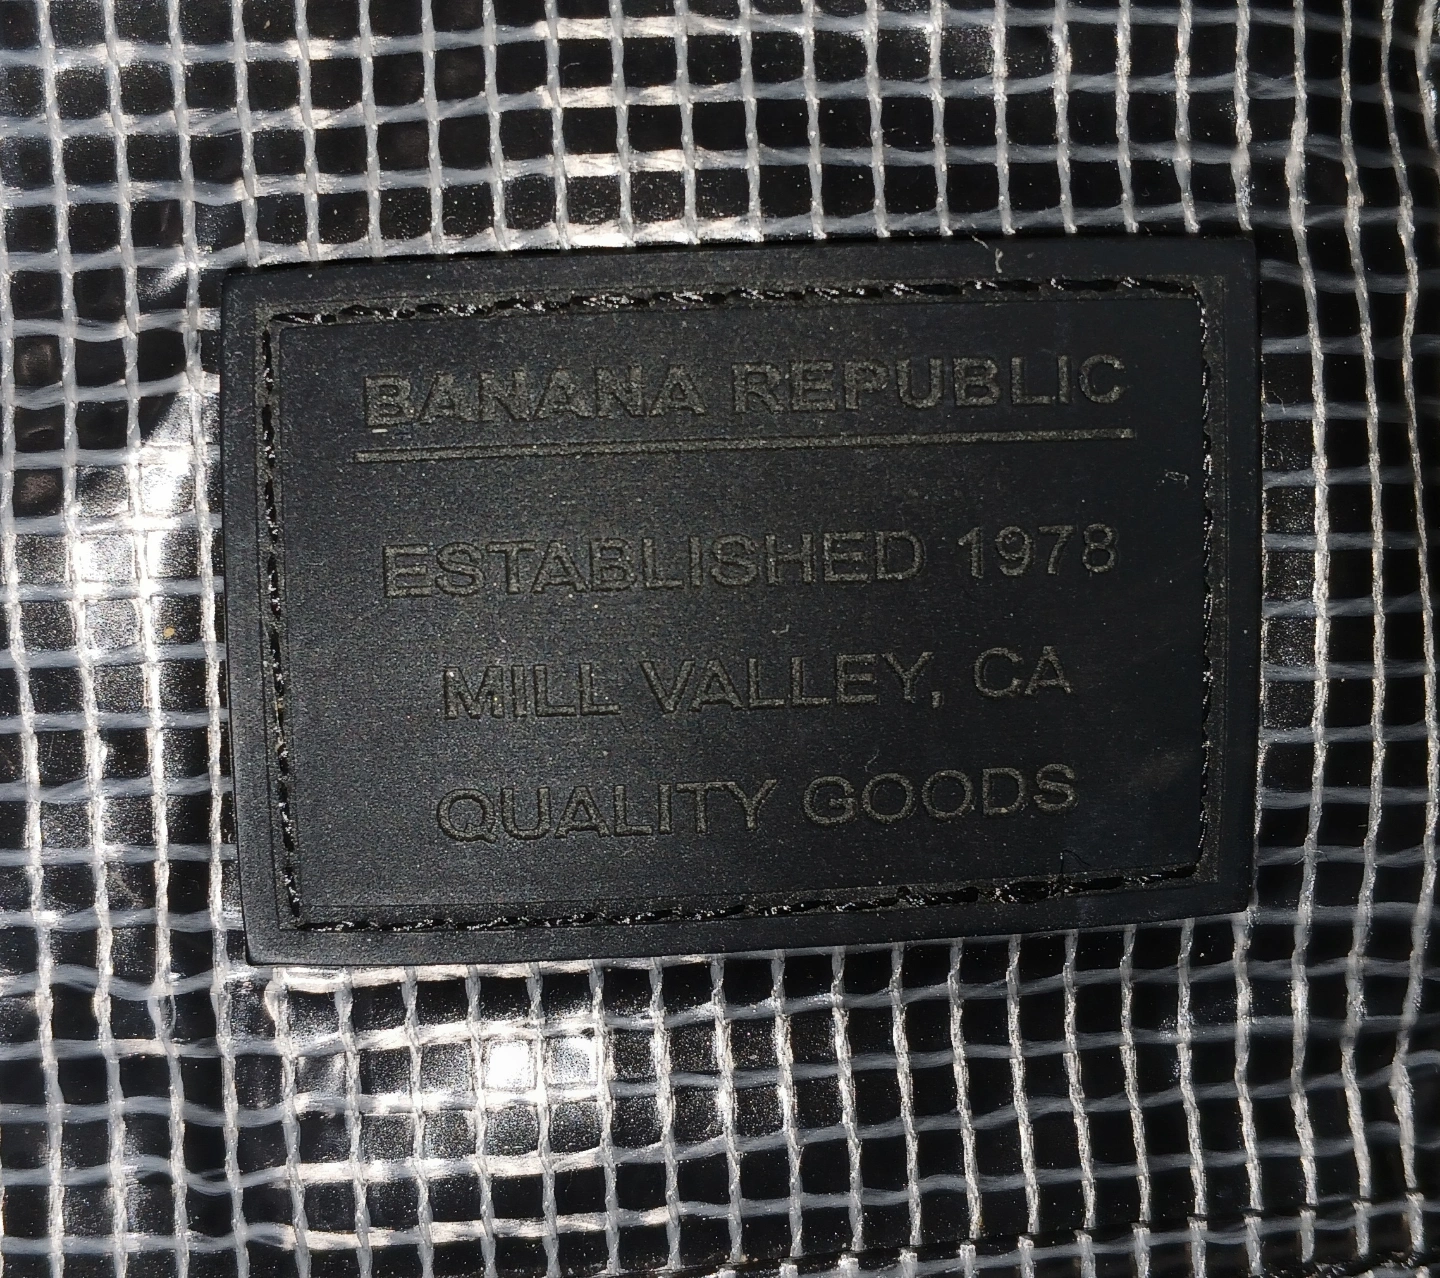 BANANA REPUBLIC
ESTABLISHED 1978
MILL VALLEY, CA
QUALITY GOODS